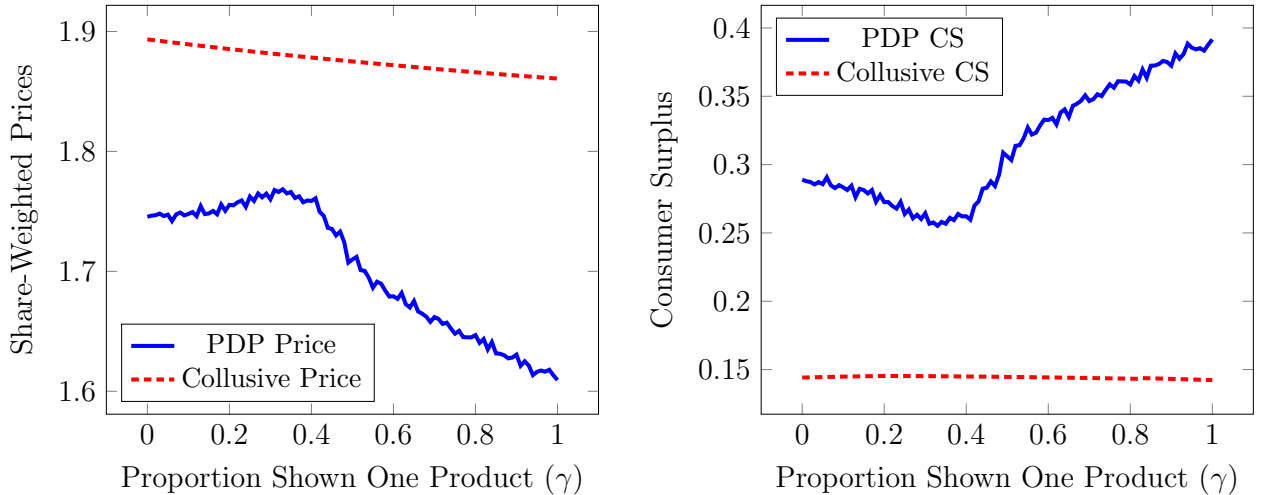 Share-Weighted Prices
1.9
1.8
1.7
1.6
PDP Price
Collusive Price
0 0.2 0.4 0.6 0.8 1
Proportion Shown One Product (γ)
Consumer Surplus
0.4
0.35
0.3
0.25
0.2
0.15
PDP CS
Collusive CS
0 0.2 0.4 0.6 0.8 1
Proportion Shown One Product (γ)